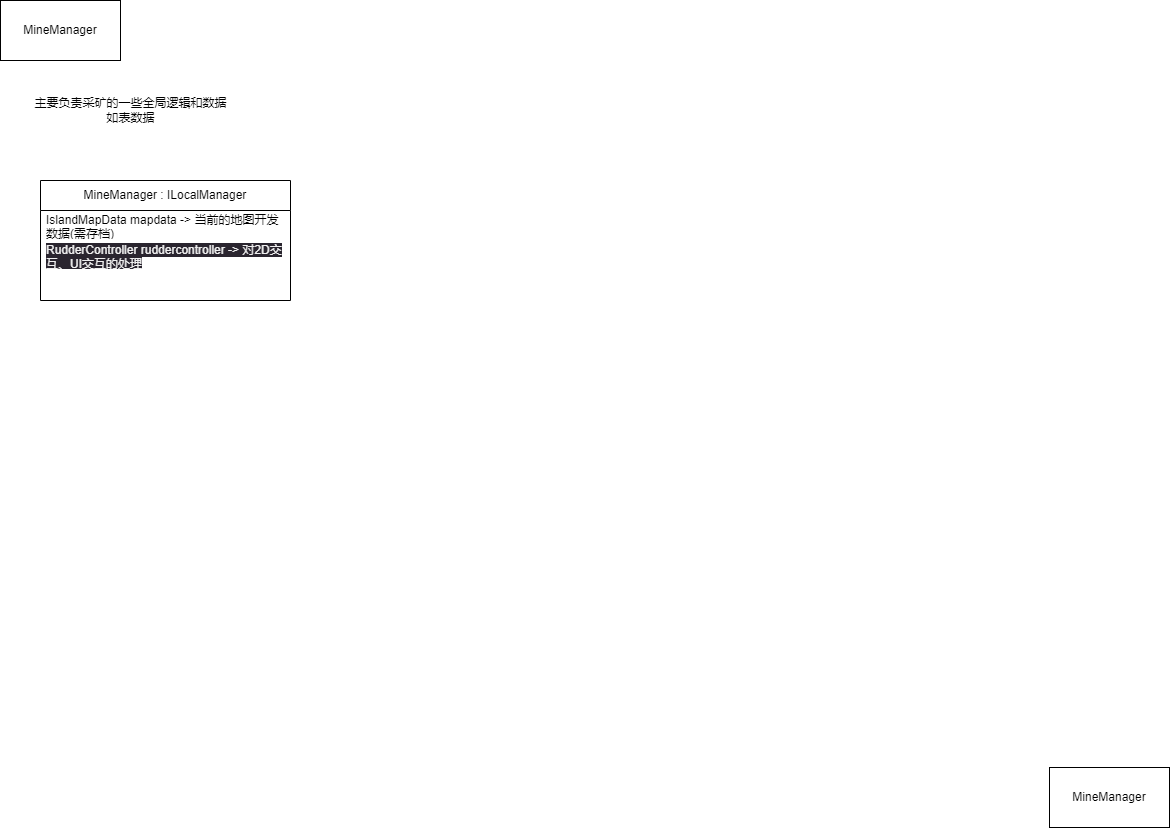 MineManager
主要负责采矿的一些全局逻辑和数据
如表数据
MineManager : ILocalManager
IslandMapData mapdata -> 当前的地图开发
数据(需存档)
RudderController ruddercontroller -> 对2D交
互、UI交互的处理
MineManager